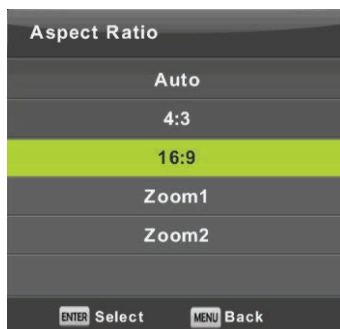 Aspect Ratio
Auto
4:3
16:9
Zoom1
Zoom2
ENTER Select MENU Back